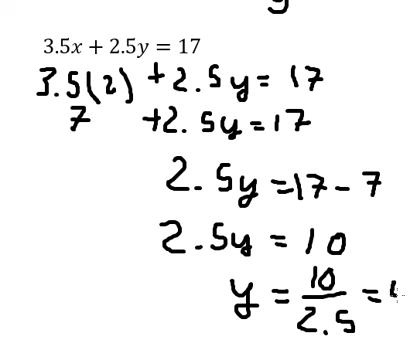 3.5x + 2.5y = 17
3.5(2) + 2.5y = 17
7 + 2.5y = 17
2.5y = 17 - 7
2.5y = 10
y = 10/2.5 =